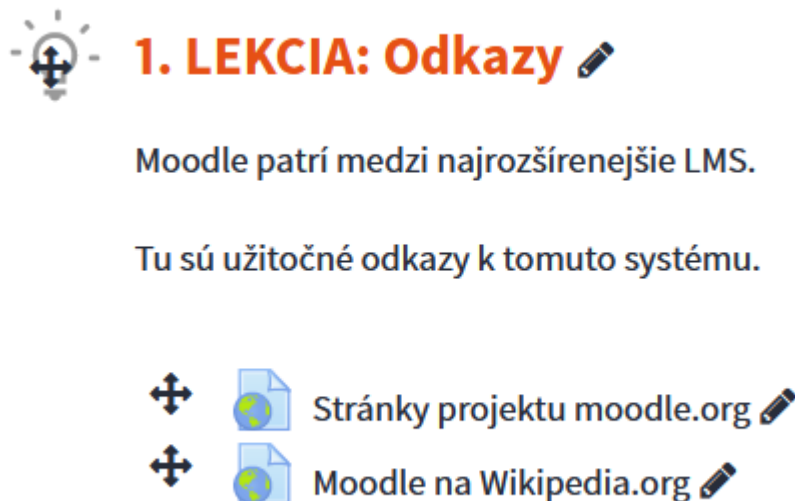 1. LEKCIA: Odkazy
Moodle patrí medzi najrozšírenejšie LMS.
Tu sú užitočné odkazy k tomuto systému.
Stránky projektu moodle.org
Moodle na Wikipedia.org